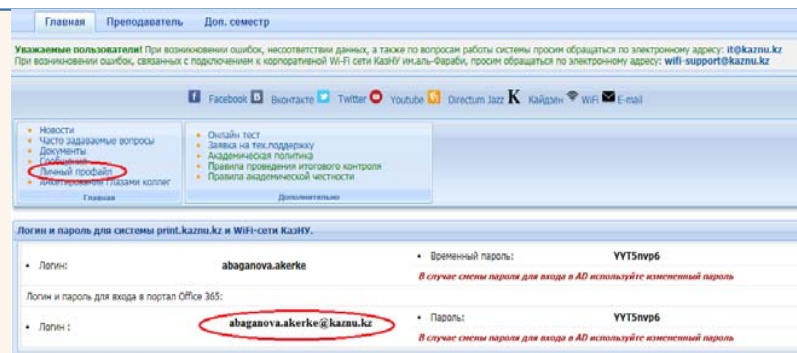 Главная Преподаватель Доп. семестр
Уважаемые пользователи! При возникновении ошибок, несоответствии данных, а также по вопросам работы системы просим обращаться по электронному адресу: it@kaznu.kz
При возникновении ошибок, связанных с подключением к корпоративной Wi-Fi сети КазНУ им.аль-Фараби, просим обращаться по электронному адресу: wifi-support@kaznu.kz
Facebook Вконтакте Twitter Youtube Directum Jazz Кайдзен WiFi E-mail
• Новости
• Часто задаваемые вопросы
• Документы
• Сообщения
• Личный профайл
• Анкетирование глазами коллег
Главная
• Онлайн тест
• Заявка на тех.поддержку
• Академическая политика
• Правила проведения итогового контроля
• Правила академической честности
Дополнительно
Логин и пароль для системы print.kaznu.kz и WiFi-сети КазНУ.
• Логин: abaganova.akerke
• Временный пароль: YYT5nvp6
В случае смены пароля для входа в AD используйте измененный пароль
Логин и пароль для входа в портал Office 365:
• Логин : abaganova.akerke@kaznu.kz
• Пароль: YYT5nvp6
В случае смены пароля для входа в AD используйте измененный пароль